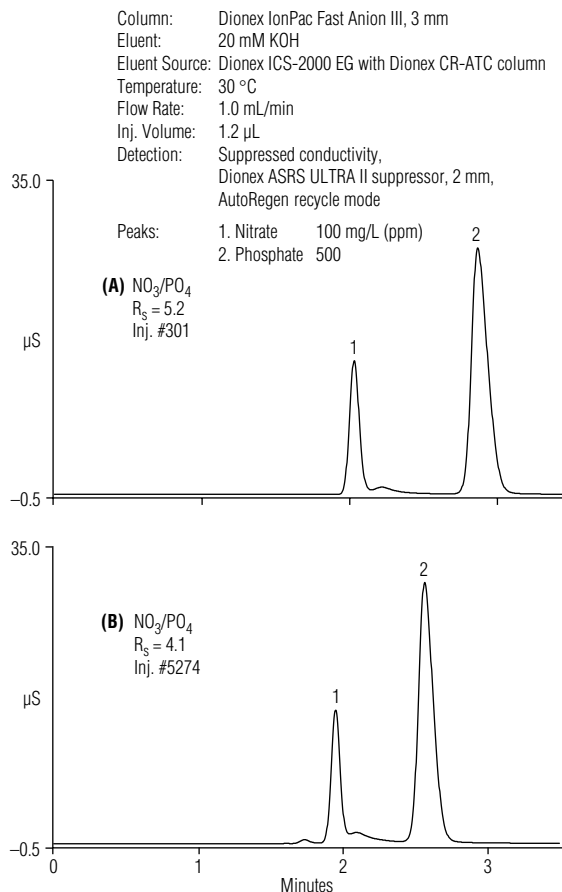 Column: Dionex IonPac Fast Anion III, 3 mm
Eluent: 20 mM KOH
Eluent Source: Dionex ICS-2000 EG with Dionex CR-ATC column
Temperature: 30 °C
Flow Rate: 1.0 mL/min
Inj. Volume: 1.2 µL
Detection: Suppressed conductivity,
Dionex ASRS ULTRA II suppressor, 2 mm,
AutoRegen recycle mode
Peaks: 1. Nitrate 100 mg/L (ppm)
2. Phosphate 500
35.0
(A) NO3/PO4
Rs = 5.2
Inj. #301
µS
1
2
–0.5
35.0
(B) NO3/PO4
Rs = 4.1
Inj. #5274
µS
1
2
–0.5
0 1 2 3
Minutes